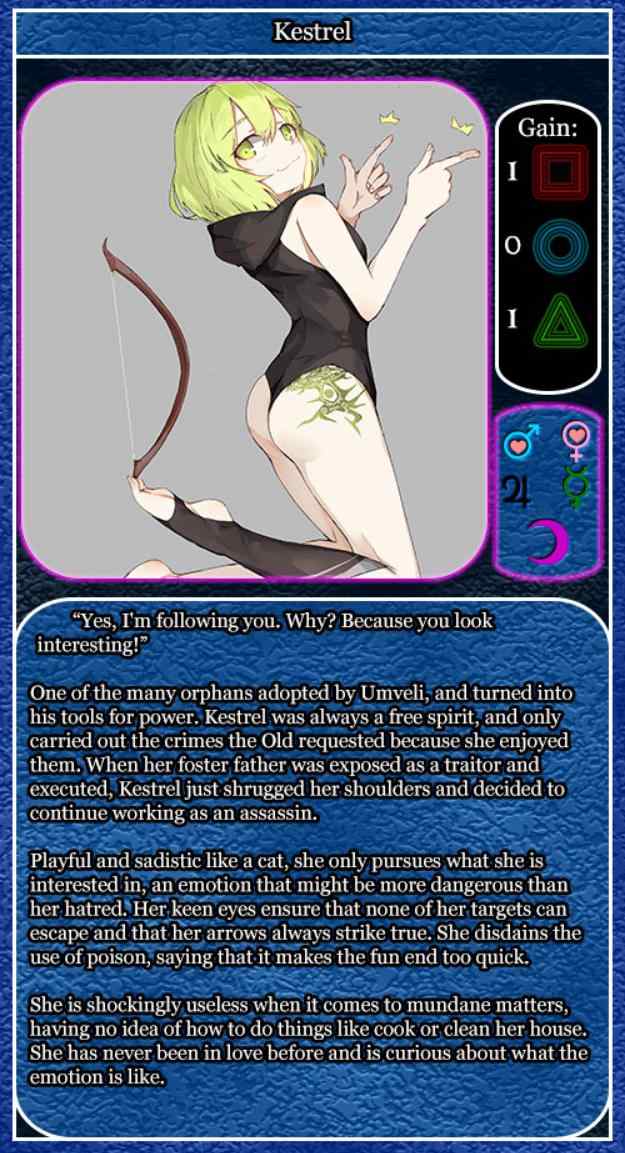 Kestrel
Gain:
1
0
1
“Yes, I'm following you. Why? Because you look
interesting!”
One of the many orphans adopted by Umveli, and turned into
his tools for power. Kestrel was always a free spirit, and only
carried out the crimes the Old requested because she enjoyed
them. When her foster father was exposed as a traitor and
executed, Kestrel just shrugged her shoulders and decided to
continue working as an assassin.
Playful and sadistic like a cat, she only pursues what she is
interested in, an emotion that might be more dangerous than
her hatred. Her keen eyes ensure that none of her targets can
escape and that her arrows always strike true. She disdains the
use of poison, saying that it makes the fun end too quick.
She is shockingly useless when it comes to mundane matters,
having no idea of how to do things like cook or clean her house.
She has never been in love before and is curious about what the
emotion is like.